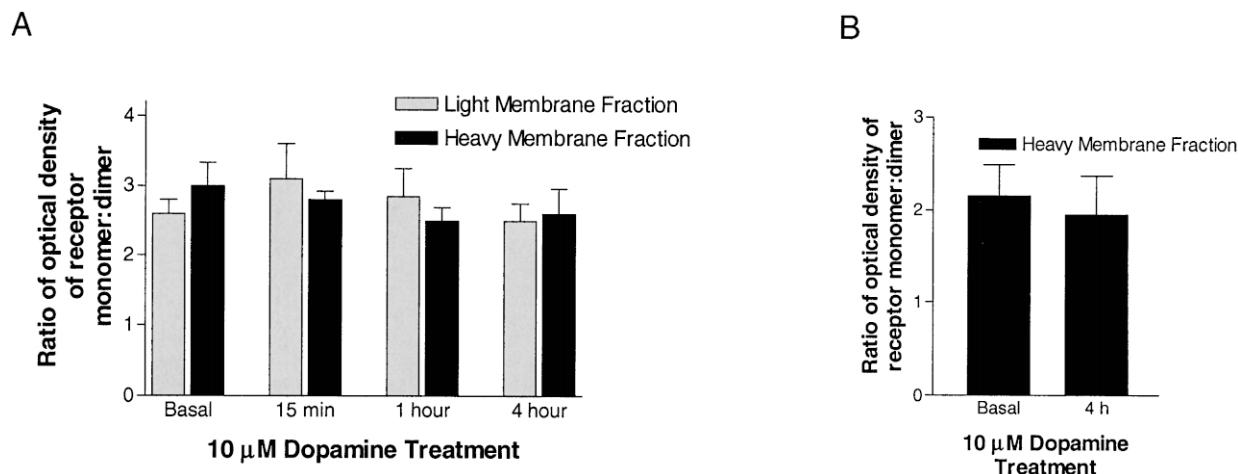 A
Ratio of optical density
of receptor
monomer:dimer
4
3
2
1
0
Light Membrane Fraction
Heavy Membrane Fraction
Basal
15 min
1 hour
4 hour
10 μM Dopamine Treatment
B
Ratio of optical density of
receptor monomer:dimer
3
2
1
0
Heavy Membrane Fraction
Basal
4 h
10 μM Dopamine
Treatment